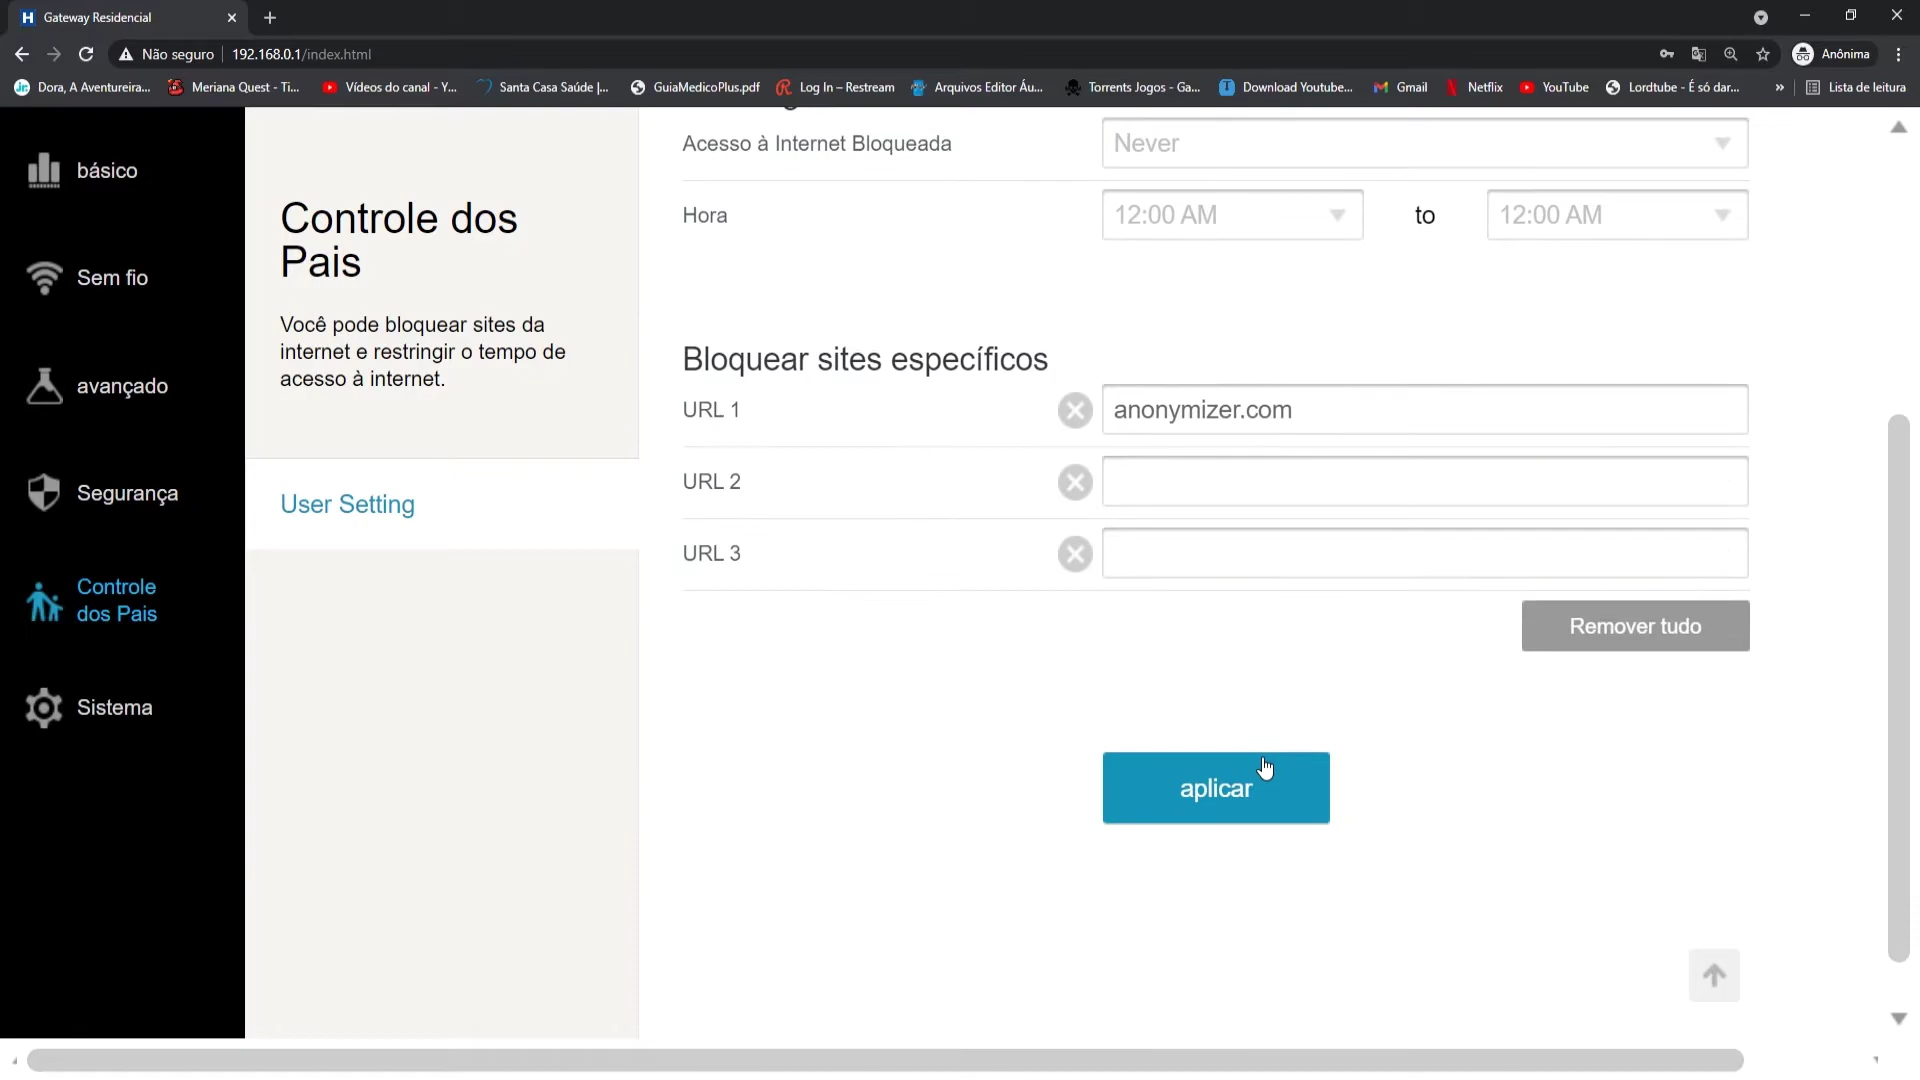 Gateway Residencial
Não seguro
192.168.0.1/index.html
Anônima
Dora, A Aventureira...
Meriana Quest - Ti...
Vídeos do canal - Y...
Santa Casa Saúde |...
GuiaMedicoPlus.pdf
Log In – Restream
Arquivos Editor Áu...
Torrents Jogos - Ga...
Download Youtube...
Gmail
Netflix
YouTube
Lordtube - É só dar...
»
Lista de leitura
básico
Sem fio
avançado
Segurança
Controle
dos Pais
Sistema
Controle dos
Pais
Você pode bloquear sites da
internet e restringir o tempo de
acesso à internet.
User Setting
Acesso à Internet Bloqueada
Never
Hora
12:00 AM
to
12:00 AM
Bloquear sites específicos
URL 1
anonymizer.com
URL 2
URL 3
Remover tudo
aplicar